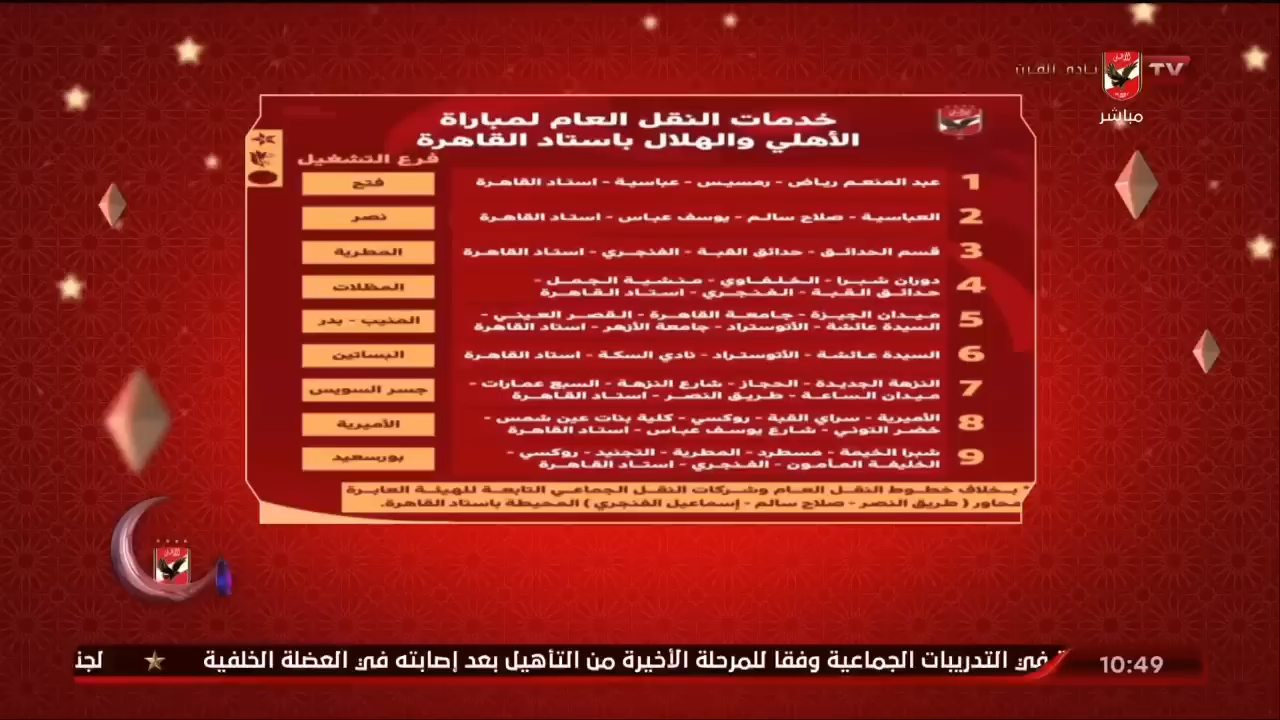 نادي القرن
TV
مباشر
خدمات النقل العام لمباراة
الأهلي والهلال باستاد القاهرة
فرع التشغيل
1 عبد المنعم رياض - رمسيس - عباسية - استاد القاهرة فتح
2 العباسية - صلاح سالم - يوسف عباس - استاد القاهرة نصر
3 قسم الحدائق - حدائق القبة - الفنجري - استاد القاهرة المطرية
4 دوران شبرا - الخلفاوي - منشية الجمل -
حدائق القبة - الفنجري - استاد القاهرة المظلات
5 ميدان الجيزة - جامعة القاهرة - القصر العيني -
السيدة عائشة - الأتوستراد - جامعة الأزهر - استاد القاهرة المنيب - بدر
6 السيدة عائشة - الأتوستراد - نادي السكة - استاد القاهرة البساتين
7 النزهة الجديدة - الحجاز - شارع النزهة - السبع عمارات -
ميدان الساعة - طريق النصر - استاد القاهرة جسر السويس
8 الأميرية - سراي القبة - روكسي - كلية بنات عين شمس -
خضر التوني - شارع يوسف عباس - استاد القاهرة الأميرية
9 شبرا الخيمة - مسطرد - المطرية - التجنيد - روكسي -
الخليفة المأمون - الفنجري - استاد القاهرة بورسعيد
* بخلاف خطوط النقل العام وشركات النقل الجماعي التابعة للهيئة العابرة
محاور ( طريق النصر - صلاح سالم - إسماعيل الفنجري ) المحيطة باستاد القاهرة.
10:49
في التدريبات الجماعية وفقا للمرحلة الأخيرة من التأهيل بعد إصابته في العضلة الخلفية